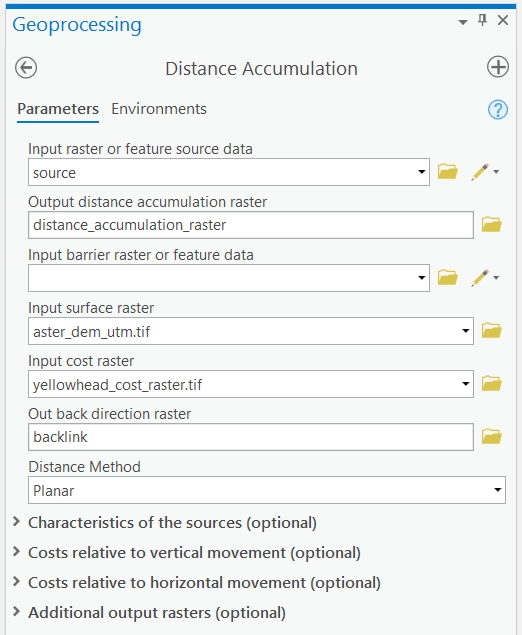 Geoprocessing
Distance Accumulation
Parameters Environments
Input raster or feature source data
source
Output distance accumulation raster
distance_accumulation_raster
Input barrier raster or feature data
Input surface raster
aster_dem_utm.tif
Input cost raster
yellowhead_cost_raster.tif
Out back direction raster
backlink
Distance Method
Planar
Characteristics of the sources (optional)
Costs relative to vertical movement (optional)
Costs relative to horizontal movement (optional)
Additional output rasters (optional)